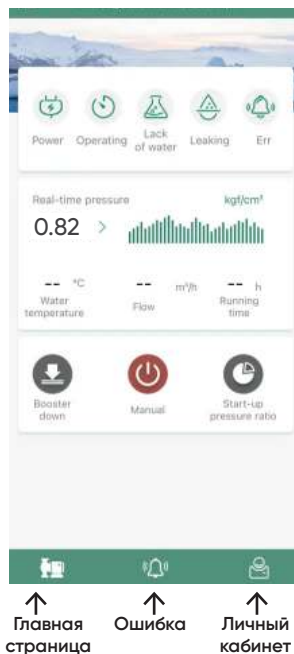 Power Operating Lack of water Leaking Err
Real-time pressure kgf/cm²
0.82 >
-- °C -- m³/h -- h
Water temperature Flow Running time
Booster down Manual Start-up pressure ratio
Главная страница Ошибка Личный кабинет